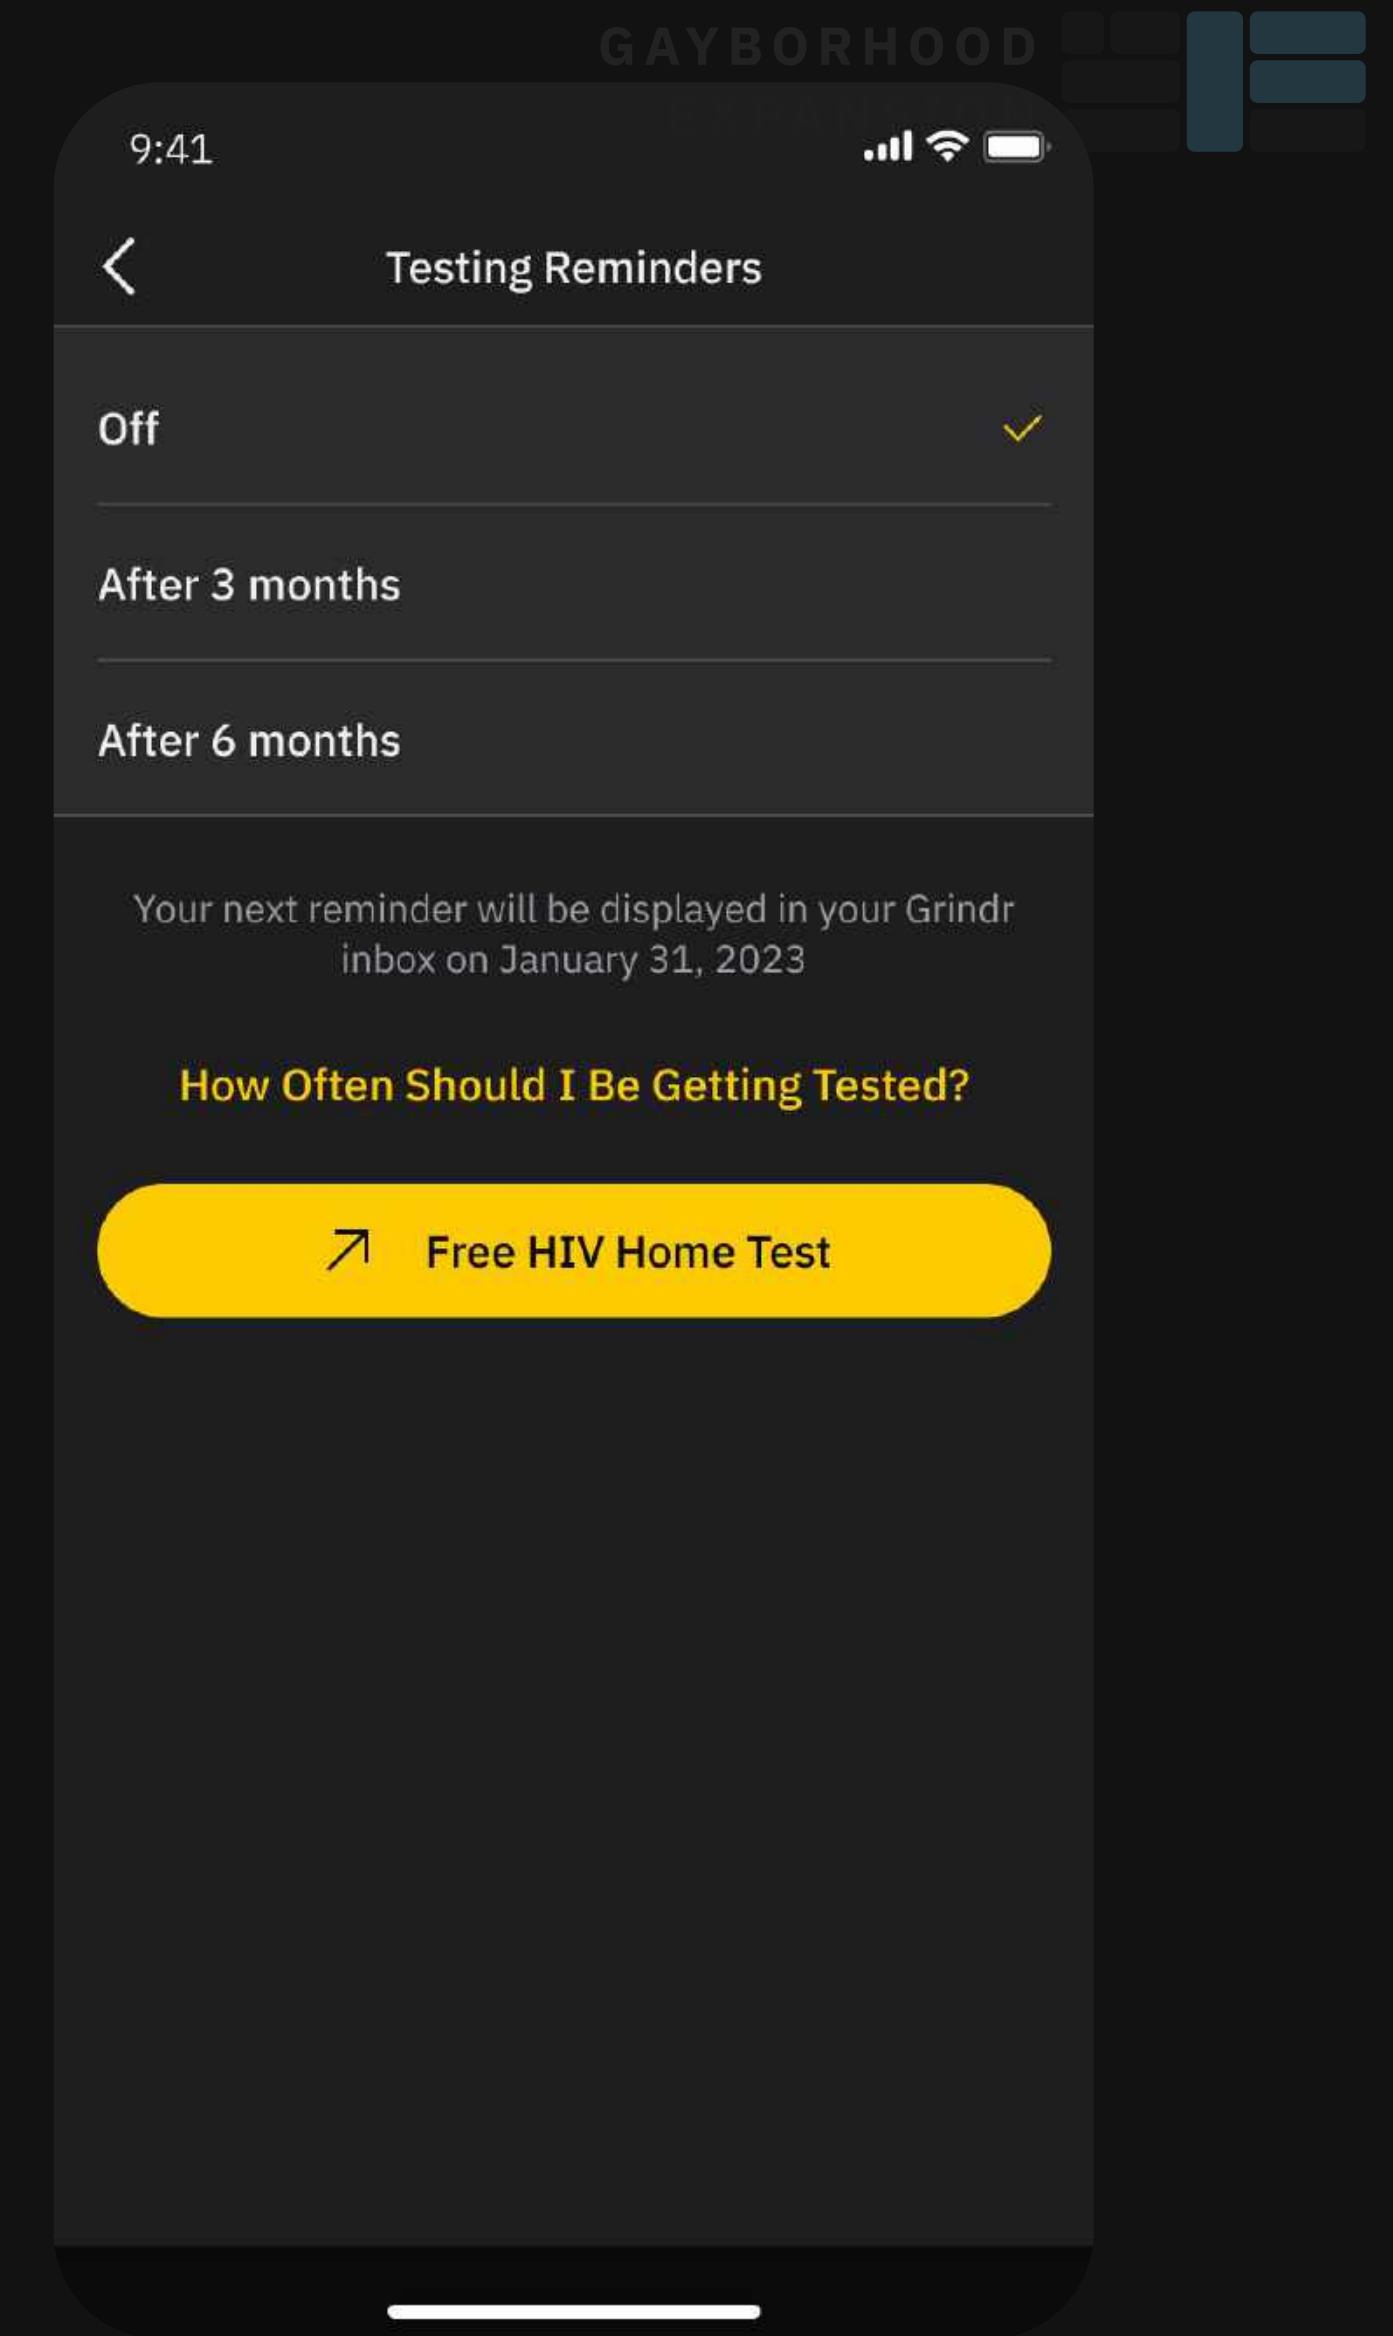 GAYBORHOOD
9:41
Testing Reminders
Off
After 3 months
After 6 months
Your next reminder will be displayed in your Grindr
inbox on January 31, 2023
How Often Should I Be Getting Tested?
Free HIV Home Test